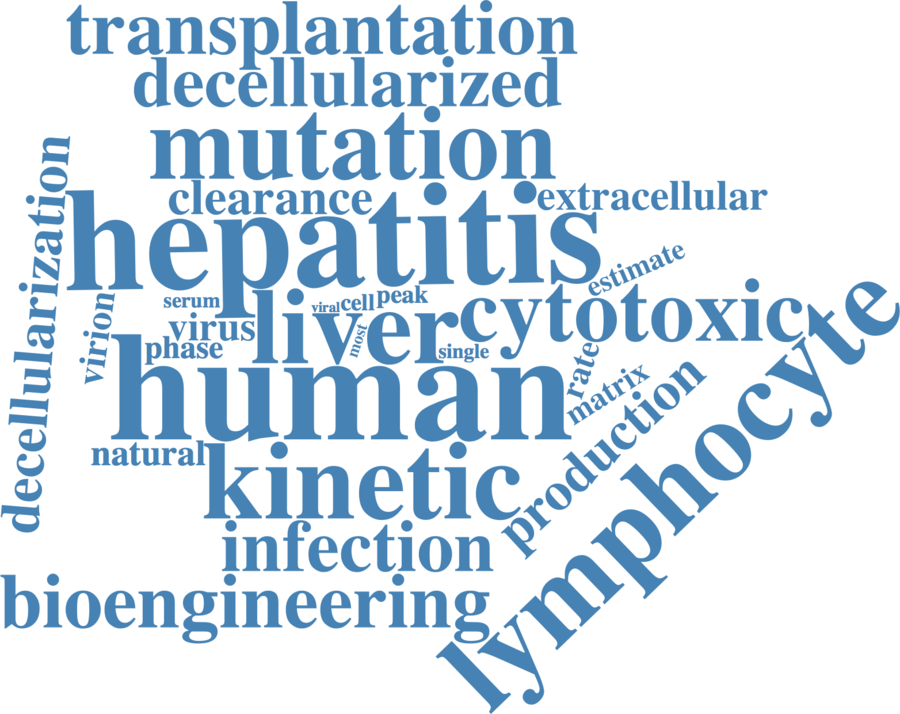 transplantation
decellularized
mutation
clearance
extracellular
decellularization
hepatitis
estimate
serum
viral
cell
peak
virion
virus
liver
cytotoxic
most
phase
single
human
rate
matrix
lymphocyte
natural
kinetic
production
infection
bioengineering